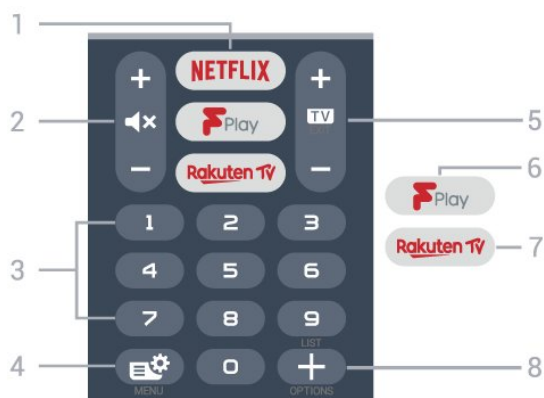 1
NETFLIX
+ +
2 TV 5
EXIT
F Play
6
- -
Rakuten TV
F Play
1 2 3
Rakuten TV 7
3
4 5 6
7 8 9
LIST
4 0 + 8
MENU OPTIONS